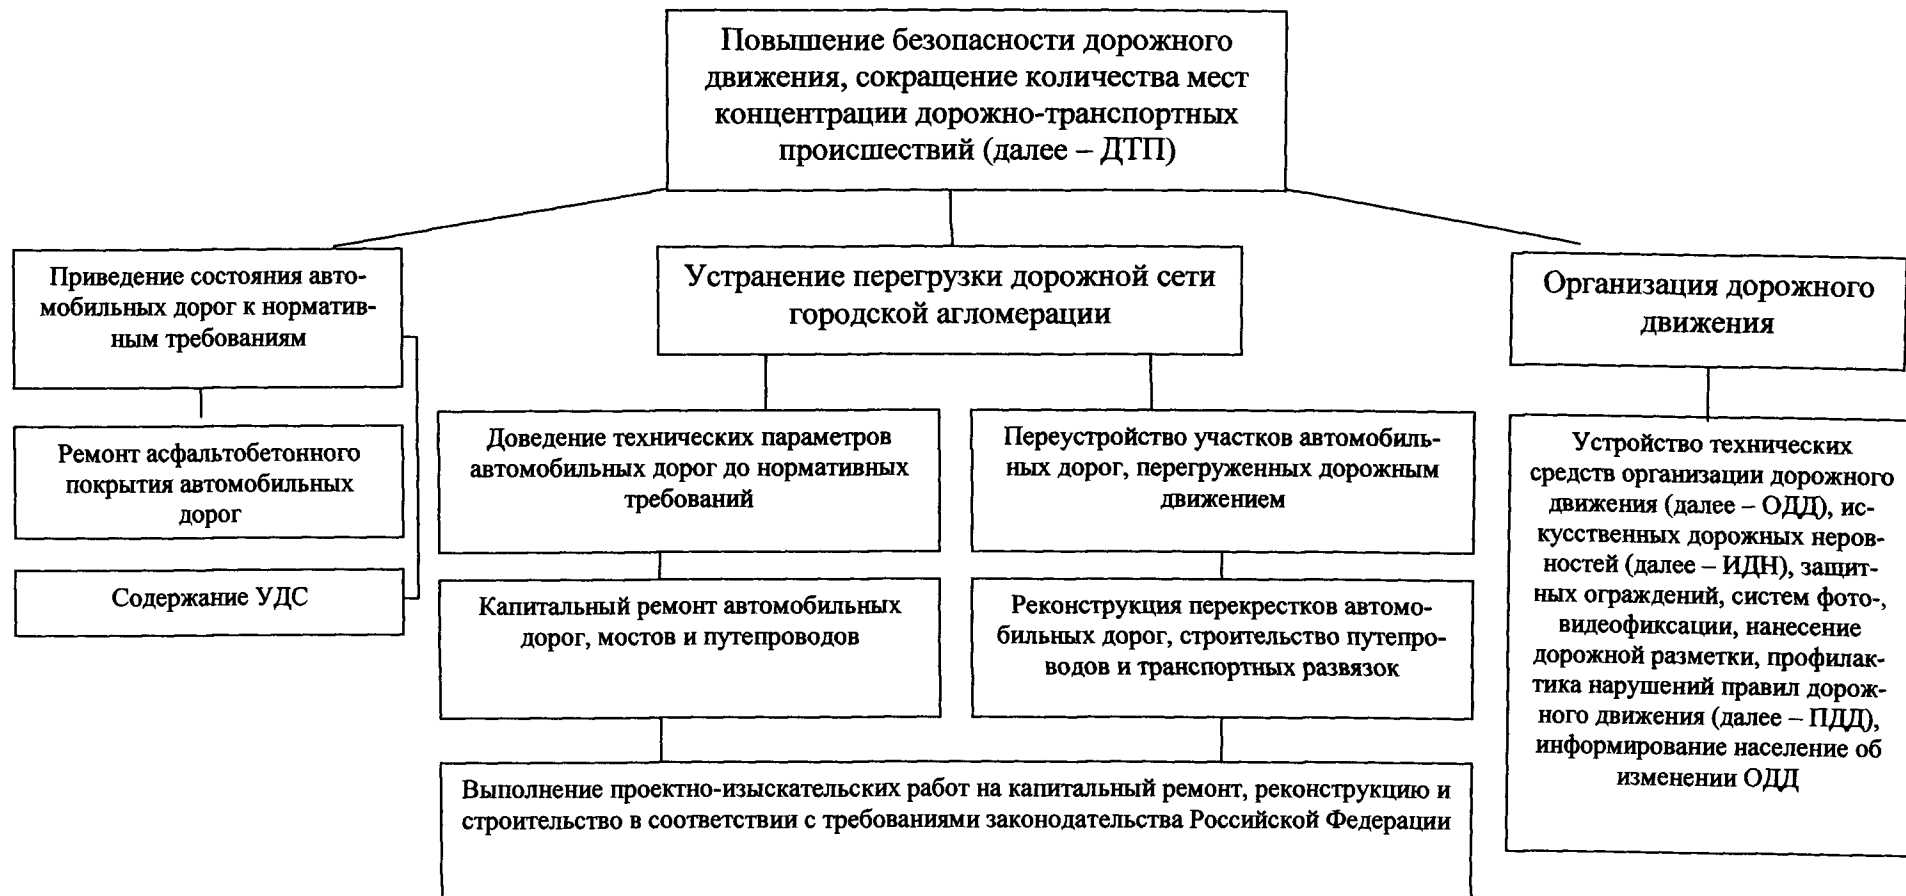 Повышение безопасности дорожного
движения, сокращение количества мест
концентрации дорожно-транспортных
происшествий (далее – ДТП)
Приведение состояния авто-
мобильных дорог к норматив-
ным требованиям
Ремонт асфальтобетонного
покрытия автомобильных
дорог
Содержание УДС
Устранение перегрузки дорожной сети
городской агломерации
Доведение технических параметров
автомобильных дорог до нормативных
требований
Капитальный ремонт автомобильных
дорог, мостов и путепроводов
Переустройство участков автомобиль-
ных дорог, перегруженных дорожным
движением
Реконструкция перекрестков автомо-
бильных дорог, строительство путепро-
водов и транспортных развязок
Выполнение проектно-изыскательских работ на капитальный ремонт, реконструкцию и
строительство в соответствии с требованиями законодательства Российской Федерации
Организация дорожного
движения
Устройство технических
средств организации дорожного
движения (далее – ОДД), ис-
кусственных дорожных неров-
ностей (далее – ИДН), защит-
ных ограждений, систем фото-,
видеофиксации, нанесение
дорожной разметки, профилак-
тика нарушений правил дорож-
ного движения (далее – ПДД),
информирование население об
изменении ОДД